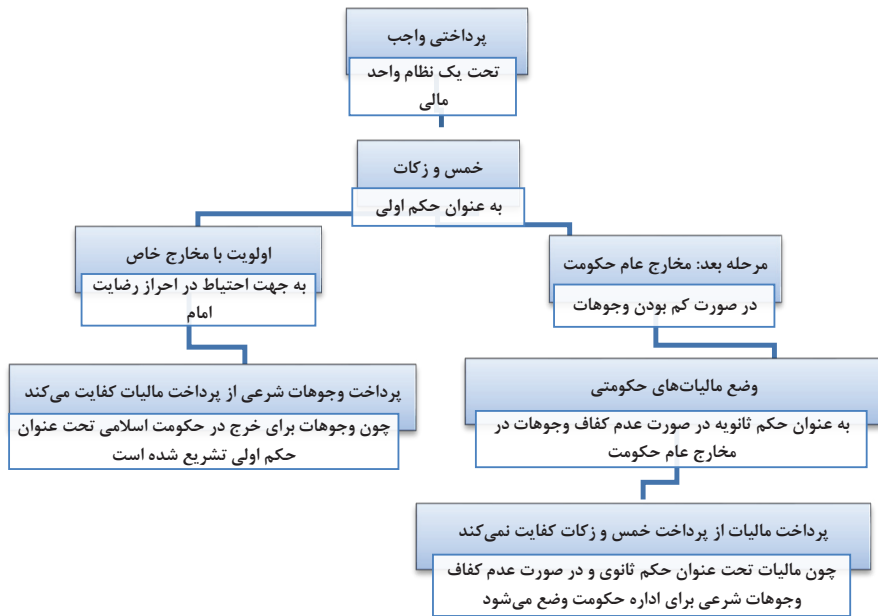 پرداختی واجب
تحت یک نظام واحد
مالی
خمس و زکات
به عنوان حکم اولی
اولویت با مخارج خاص
به جهت احتیاط در احراز رضایت
امام
مرحله بعد: مخارج عام حکومت
در صورت کم بودن وجوهات
پرداخت وجوهات شرعی از پرداخت مالیات کفایت می‌کند
چون وجوهات برای خرج در حکومت اسلامی تحت عنوان
حکم اولی تشریع شده است
وضع مالیات‌های حکومتی
به عنوان حکم ثانویه در صورت عدم کفاف وجوهات در
مخارج عام حکومت
پرداخت مالیات از پرداخت خمس و زکات کفایت نمی‌کند
چون مالیات تحت عنوان حکم ثانوی و در صورت عدم کفاف
وجوهات شرعی برای اداره حکومت وضع می‌شود